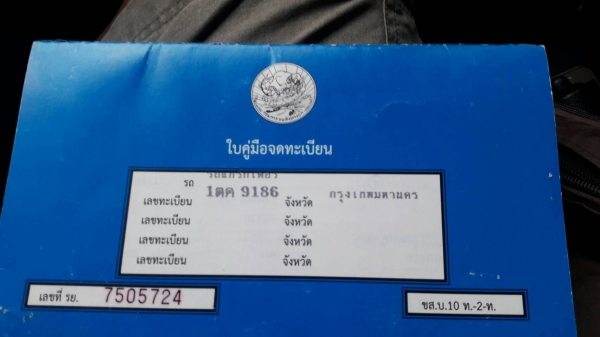 ใบคู่มือจดทะเบียน
รถ
เลขทะเบียน 1ตค 9186 จังหวัด กรุงเทพมหานคร
เลขทะเบียน จังหวัด
เลขทะเบียน จังหวัด
เลขทะเบียน จังหวัด
เลขที่ รย. 7505724
ขส.บ.10 ท.-2-ท.